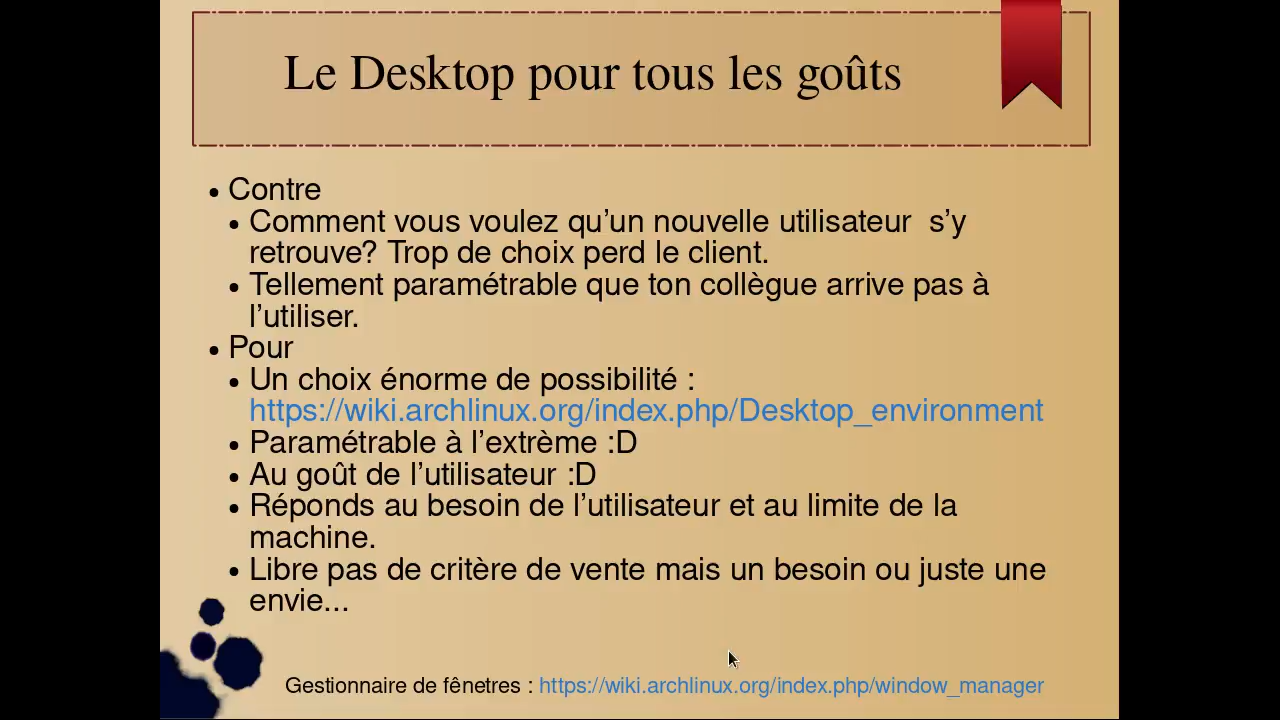 Le Desktop pour tous les goûts
• Contre
• Comment vous voulez qu’un nouvelle utilisateur s’y
retrouve? Trop de choix perd le client.
• Tellement paramétrable que ton collègue arrive pas à
l’utiliser.
• Pour
• Un choix énorme de possibilité :
https://wiki.archlinux.org/index.php/Desktop_environment
• Paramétrable à l’extrème :D
• Au goût de l’utilisateur :D
• Réponds au besoin de l’utilisateur et au limite de la
machine.
• Libre pas de critère de vente mais un besoin ou juste une
envie...
Gestionnaire de fênetres : https://wiki.archlinux.org/index.php/window_manager